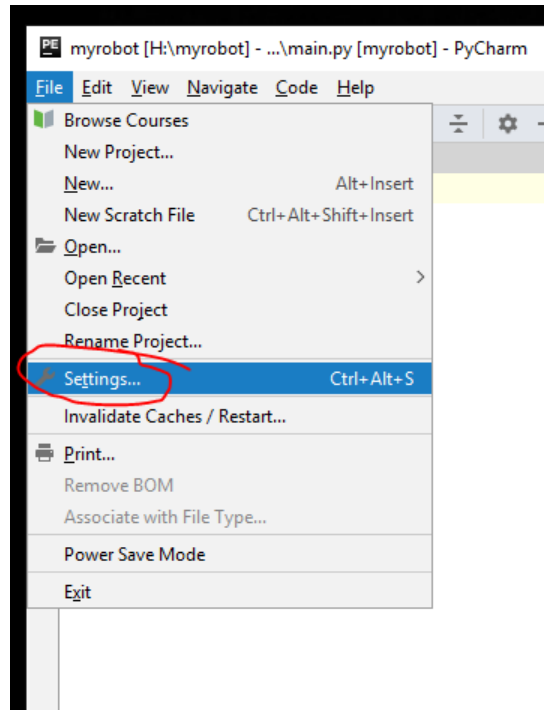 PE myrobot [H:\myrobot] - ...\main.py [myrobot] - PyCharm
File Edit View Navigate Code Help
Browse Courses
New Project...
New... Alt+Insert
New Scratch File Ctrl+Alt+Shift+Insert
Open...
Open Recent
Close Project
Rename Project...
Settings... Ctrl+Alt+S
Invalidate Caches / Restart...
Print...
Remove BOM
Associate with File Type...
Power Save Mode
Exit